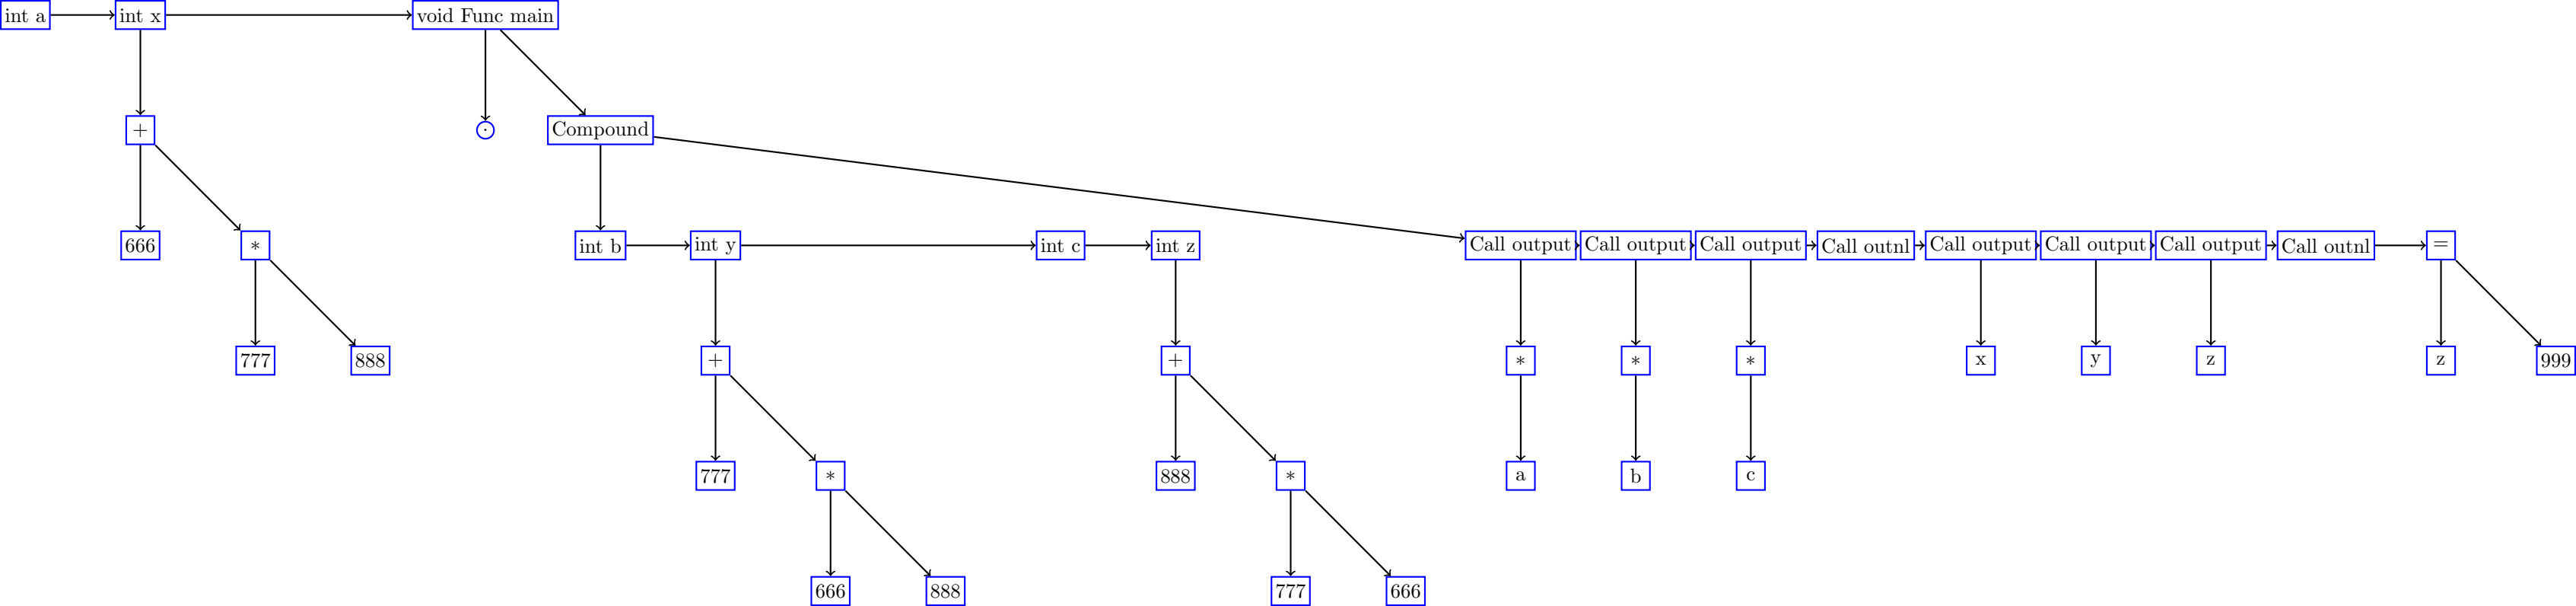 int a int x void Func main
+ · Compound
666 * int b int y int c int z Call output Call output Call output Call outnl Call output Call output Call output Call outnl =
777 888 + + * * * x y z z 999
777 * 888 * a b c
666 888 777 666